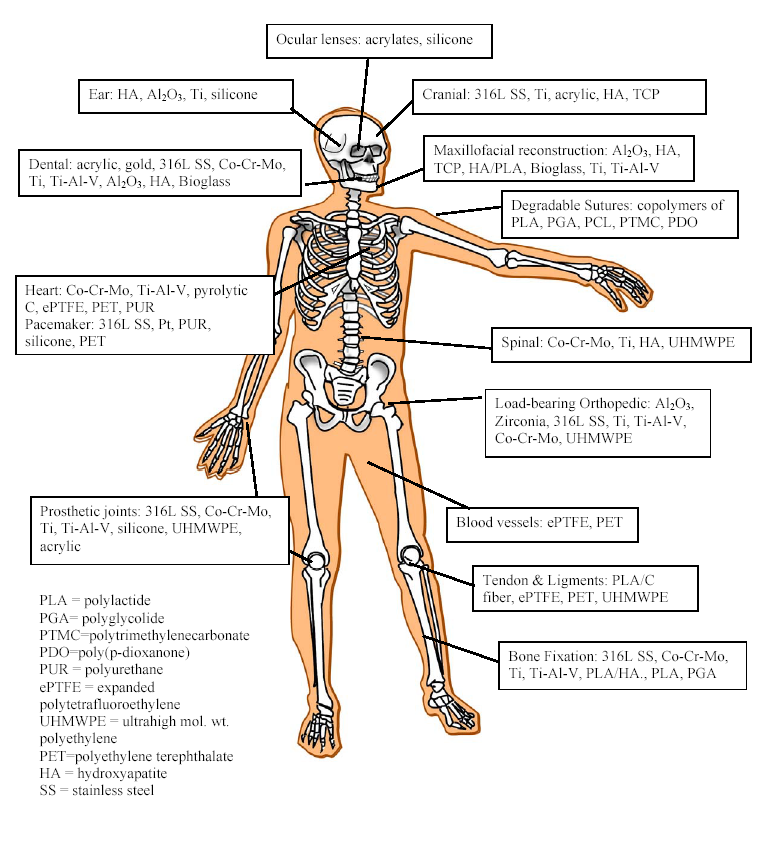 Ocular lenses: acrylates, silicone
Ear: HA, Al₂O₃, Ti, silicone
Cranial: 316L SS, Ti, acrylic, HA, TCP
Dental: acrylic, gold, 316L SS, Co-Cr-Mo,
Ti, Ti-Al-V, Al₂O₃, HA, Bioglass
Maxillofacial reconstruction: Al₂O₃, HA,
TCP, HA/PLA, Bioglass, Ti, Ti-Al-V
Degradable Sutures: copolymers of
PLA, PGA, PCL, PTMC, PDO
Heart: Co-Cr-Mo, Ti-Al-V, pyrolytic
C, ePTFE, PET, PUR
Pacemaker: 316L SS, Pt, PUR,
silicone, PET
Spinal: Co-Cr-Mo, Ti, HA, UHMWPE
Load-bearing Orthopedic: Al₂O₃,
Zirconia, 316L SS, Ti, Ti-Al-V,
Co-Cr-Mo, UHMWPE
Prosthetic joints: 316L SS, Co-Cr-Mo,
Ti, Ti-Al-V, silicone, UHMWPE,
acrylic
Blood vessels: ePTFE, PET
Tendon & Ligments: PLA/C
fiber, ePTFE, PET, UHMWPE
Bone Fixation: 316L SS, Co-Cr-Mo,
Ti, Ti-Al-V, PLA/HA., PLA, PGA
PLA = polylactide
PGA= polyglycolide
PTMC=polytrimethylenecarbonate
PDO=poly(p-dioxanone)
PUR = polyurethane
ePTFE = expanded
polytetrafluoroethylene
UHMWPE = ultrahigh mol. wt.
polyethylene
PET=polyethylene terephthalate
HA = hydroxyapatite
SS = stainless steel